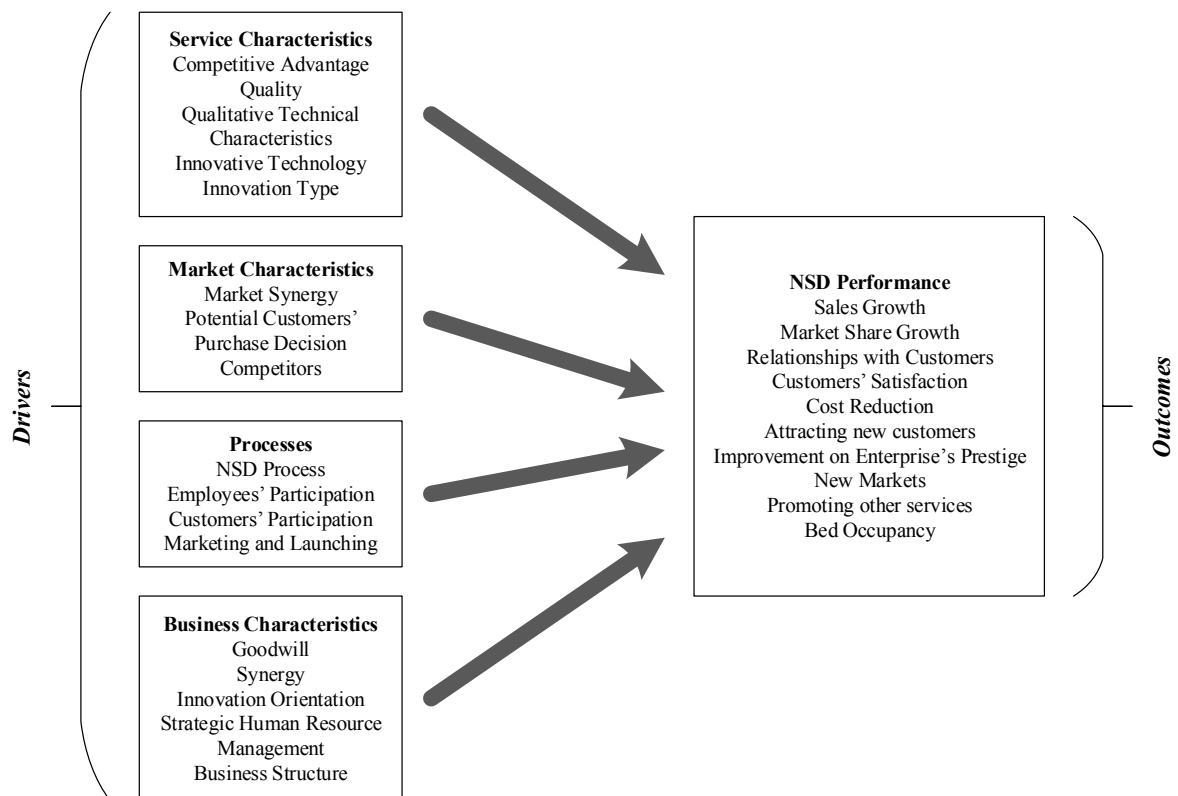 Drivers
Service Characteristics
Competitive Advantage
Quality
Qualitative Technical
Characteristics
Innovative Technology
Innovation Type
Market Characteristics
Market Synergy
Potential Customers’
Purchase Decision
Competitors
Processes
NSD Process
Employees’ Participation
Customers’ Participation
Marketing and Launching
Business Characteristics
Goodwill
Synergy
Innovation Orientation
Strategic Human Resource
Management
Business Structure
NSD Performance
Sales Growth
Market Share Growth
Relationships with Customers
Customers’ Satisfaction
Cost Reduction
Attracting new customers
Improvement on Enterprise’s Prestige
New Markets
Promoting other services
Bed Occupancy
Outcomes